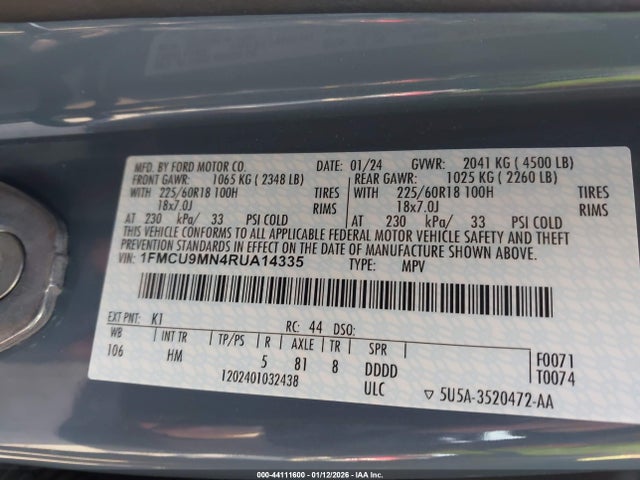 MFD. BY FORD MOTOR CO. DATE: 01/24 GVWR: 2041 KG ( 4500 LB)
FRONT GAWR: 1065 KG ( 2348 LB) REAR GAWR: 1025 KG ( 2260 LB)
WITH 225/60R18 100H TIRES WITH 225/60R18 100H TIRES
18x7.0J RIMS 18x7.0J RIMS
AT 230 kPa/ 33 PSI COLD AT 230 kPa/ 33 PSI COLD
THIS VEHICLE CONFORMS TO ALL APPLICABLE FEDERAL MOTOR VEHICLE SAFETY AND THEFT
PREVENTION STANDARDS IN EFFECT ON THE DATE OF MANUFACTURE SHOWN ABOVE.
VIN: 1FMCU9MN4RUA14335 TYPE: MPV
EXT PNT: K1 RC: 44 DSO:
WB INT TR TP/PS R AXLE TR SPR
106 HM 5 81 8 DDDD F0071
1202401032438 ULC T0074
▽ 5U5A-3520472-AA
000-44111600 - 01/12/2026 - IAA Inc.